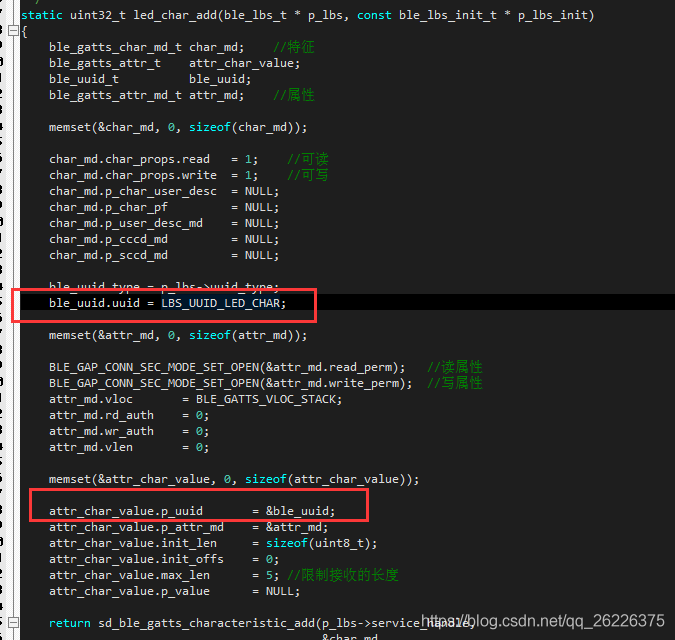 static uint32_t led_char_add(ble_lbs_t * p_lbs, const ble_lbs_init_t * p_lbs_init)
{
    ble_gatts_char_md_t char_md;   //特征
    ble_gatts_attr_t    attr_char_value;
    ble_uuid_t          ble_uuid;
    ble_gatts_attr_md_t attr_md;   //属性
    memset(&char_md, 0, sizeof(char_md));
    char_md.char_props.read   = 1;    //可读
    char_md.char_props.write  = 1;    //可写
    char_md.p_char_user_desc  = NULL;
    char_md.p_char_pf         = NULL;
    char_md.p_user_desc_md    = NULL;
    char_md.p_cccd_md         = NULL;
    char_md.p_sccd_md         = NULL;
    ble_uuid.type = p_lbs->uuid_type;
    ble_uuid.uuid = LBS_UUID_LED_CHAR;
    memset(&attr_md, 0, sizeof(attr_md));
    BLE_GAP_CONN_SEC_MODE_SET_OPEN(&attr_md.read_perm);   //读属性
    BLE_GAP_CONN_SEC_MODE_SET_OPEN(&attr_md.write_perm);  //写属性
    attr_md.vloc       = BLE_GATTS_VLOC_STACK;
    attr_md.rd_auth    = 0;
    attr_md.wr_auth    = 0;
    attr_md.vlen       = 0;
    memset(&attr_char_value, 0, sizeof(attr_char_value));
    attr_char_value.p_uuid       = &ble_uuid;
    attr_char_value.p_attr_md    = &attr_md;
    attr_char_value.init_len     = sizeof(uint8_t);
    attr_char_value.init_offs    = 0;
    attr_char_value.max_len      = 5; //限制接收的长度
    attr_char_value.p_value      = NULL;
    return sd_ble_gatts_characteristic_add(p_lbs->service_handle,
&char_md
https://blog.csdn.net/qq_26226375